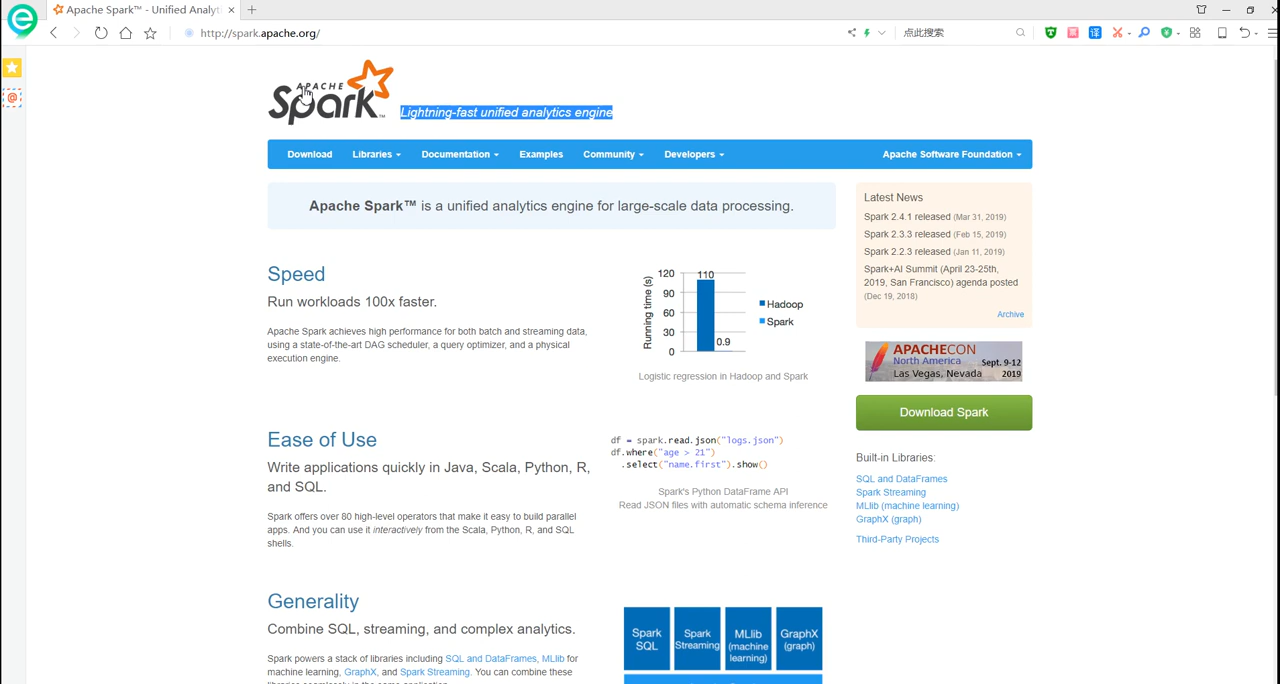 Apache Spark™ - Unified Analyti
http://spark.apache.org/
点此搜索
译
APACHE
Spark™
Lightning-fast unified analytics engine
Download Libraries Documentation Examples Community Developers Apache Software Foundation
Apache Spark™ is a unified analytics engine for large-scale data processing.
Speed
Run workloads 100x faster.
Apache Spark achieves high performance for both batch and streaming data,
using a state-of-the-art DAG scheduler, a query optimizer, and a physical
execution engine.
Running time (s)
120
90
60
30
0
110
0.9
Hadoop
Spark
Logistic regression in Hadoop and Spark
Ease of Use
Write applications quickly in Java, Scala, Python, R,
and SQL.
Spark offers over 80 high-level operators that make it easy to build parallel
apps. And you can use it interactively from the Scala, Python, R, and SQL
shells.
df = spark.read.json("logs.json")
df.where("age > 21")
.select("name.first").show()
Spark's Python DataFrame API
Read JSON files with automatic schema inference
Generality
Combine SQL, streaming, and complex analytics.
Spark powers a stack of libraries including SQL and DataFrames, MLlib for
machine learning, GraphX, and Spark Streaming. You can combine these
libraries seamlessly in the same application.
Spark
SQL
Spark
Streaming
MLlib
(machine
learning)
GraphX
(graph)
Latest News
Spark 2.4.1 released (Mar 31, 2019)
Spark 2.3.3 released (Feb 15, 2019)
Spark 2.2.3 released (Jan 11, 2019)
Spark+AI Summit (April 23-25th,
2019, San Francisco) agenda posted
(Dec 19, 2018)
Archive
APACHECON
North America Sept. 9-12
Las Vegas, Nevada 2019
Download Spark
Built-in Libraries:
SQL and DataFrames
Spark Streaming
MLlib (machine learning)
GraphX (graph)
Third-Party Projects